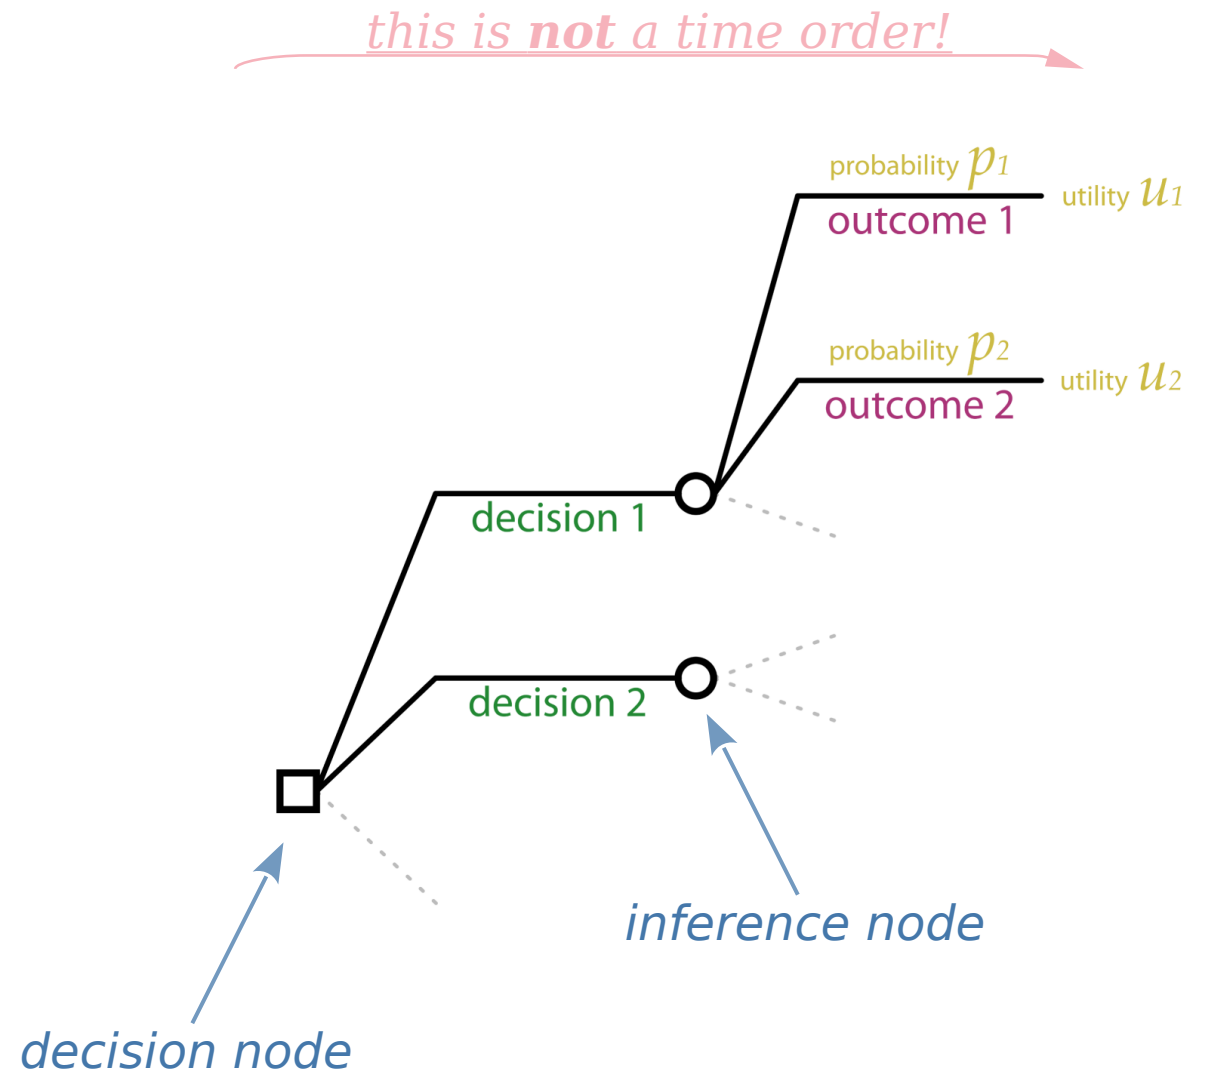 this is not a time order!
probability p1
utility u1
outcome 1
probability p2
utility u2
outcome 2
decision 1
decision 2
inference node
decision node